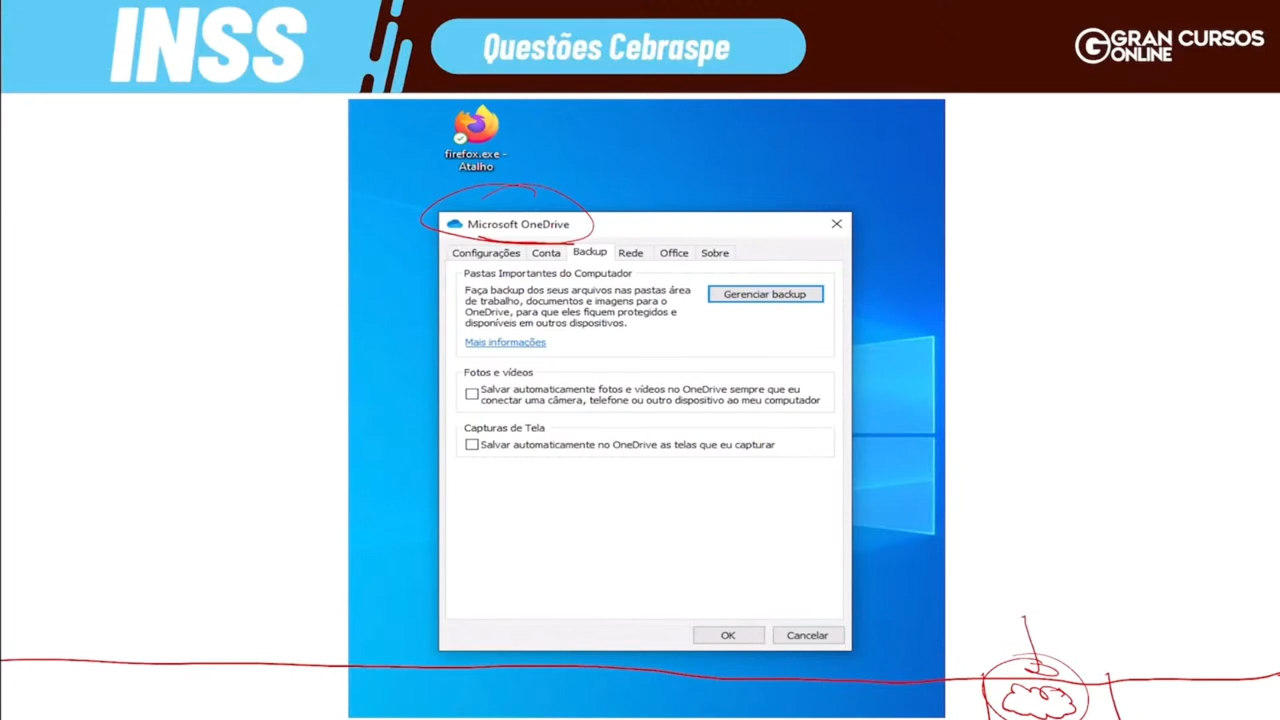 INSS
Questões Cebraspe
GRAN CURSOS
ONLINE
firefox.exe -
Atalho
Microsoft OneDrive
Configurações Conta Backup Rede Office Sobre
Pastas Importantes do Computador
Faça backup dos seus arquivos nas pastas área
de trabalho, documentos e imagens para o
OneDrive, para que eles fiquem protegidos e
disponíveis em outros dispositivos.
Gerenciar backup
Mais informações
Fotos e vídeos
Salvar automaticamente fotos e vídeos no OneDrive sempre que eu
conectar uma câmera, telefone ou outro dispositivo ao meu computador
Capturas de Tela
Salvar automaticamente no OneDrive as telas que eu capturar
OK Cancelar